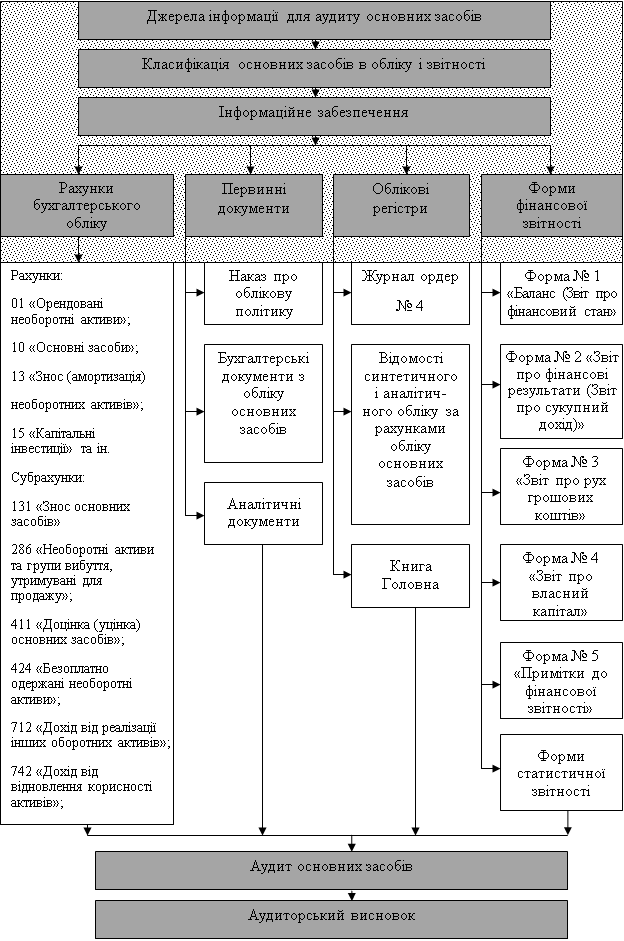 Джерела інформації для аудиту основних засобів
Класифікація основних засобів в обліку і звітності
Інформаційне забезпечення
Рахунки
бухгалтерського
обліку
Первинні
документи
Облікові
регістри
Форми
фінансової
звітності
Рахунки:
01 «Орендовані
необоротні активи»;
10 «Основні засоби»;
13 «Знос (амортизація)
необротних активів»;
15 «Капітальні
інвестиції» та ін.
Субрахунки:
131 «Знос основних
засобів»
286 «Необоротні активи
та групи вибуття,
утримувані для
продажу»;
411 «Дооцінка (уцінка)
основних засобів»;
424 «Безоплатно
одержані необоротні
активи»;
712 «Дохід від реалізації
інших оборотних активів»;
742 «Дохід від
відновлення корисності
активів»;
Наказ про
облікову
політику
Бухгалтерські
документи з
обліку
основних
засобів
Аналітичні
документи
Журнал ордер
№ 4
Відомості
синтетичного
і аналітич-
ного обліку за
рахунками
обліку
основних
засобів
Книга
Головна
Форма № 1
«Баланс (Звіт про
фінансовий стан»
Форма № 2 «Звіт
про фінансові
результати (Звіт
про сукупний
дохід)»
Форма № 3
«Звіт про рух
грошових
коштів»
Форма № 4
«Звіт про
власний
капітал»
Форма № 5
«Примітки до
фінансової
звітності»
Форми
статистичної
звітності
Аудит основних засобів
Аудиторський висновок